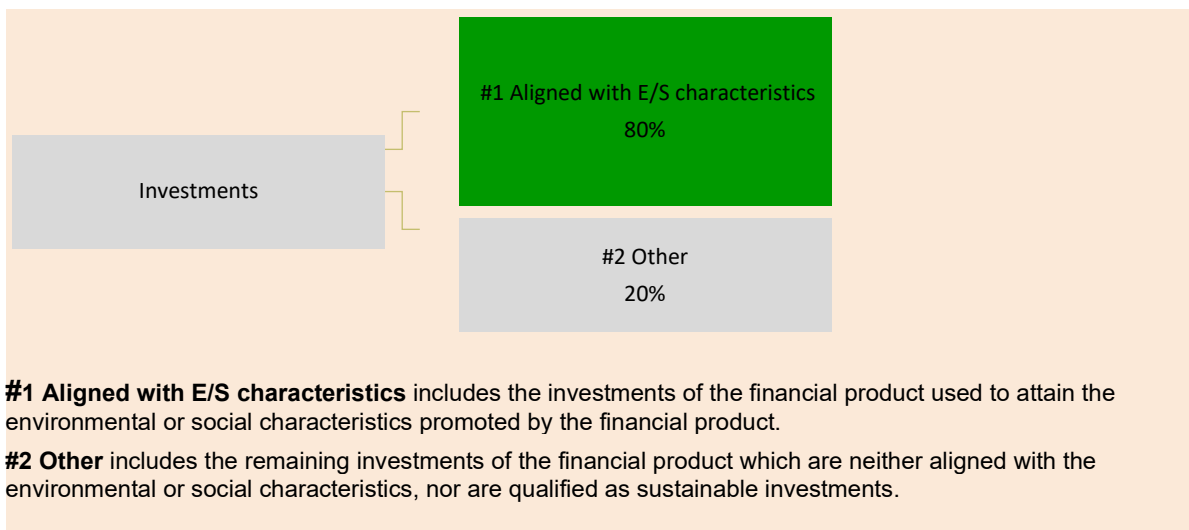 #1 Aligned with E/S characteristics
80%
Investments
#2 Other
20%
#1 Aligned with E/S characteristics includes the investments of the financial product used to attain the
environmental or social characteristics promoted by the financial product.
#2 Other includes the remaining investments of the financial product which are neither aligned with the
environmental or social characteristics, nor are qualified as sustainable investments.